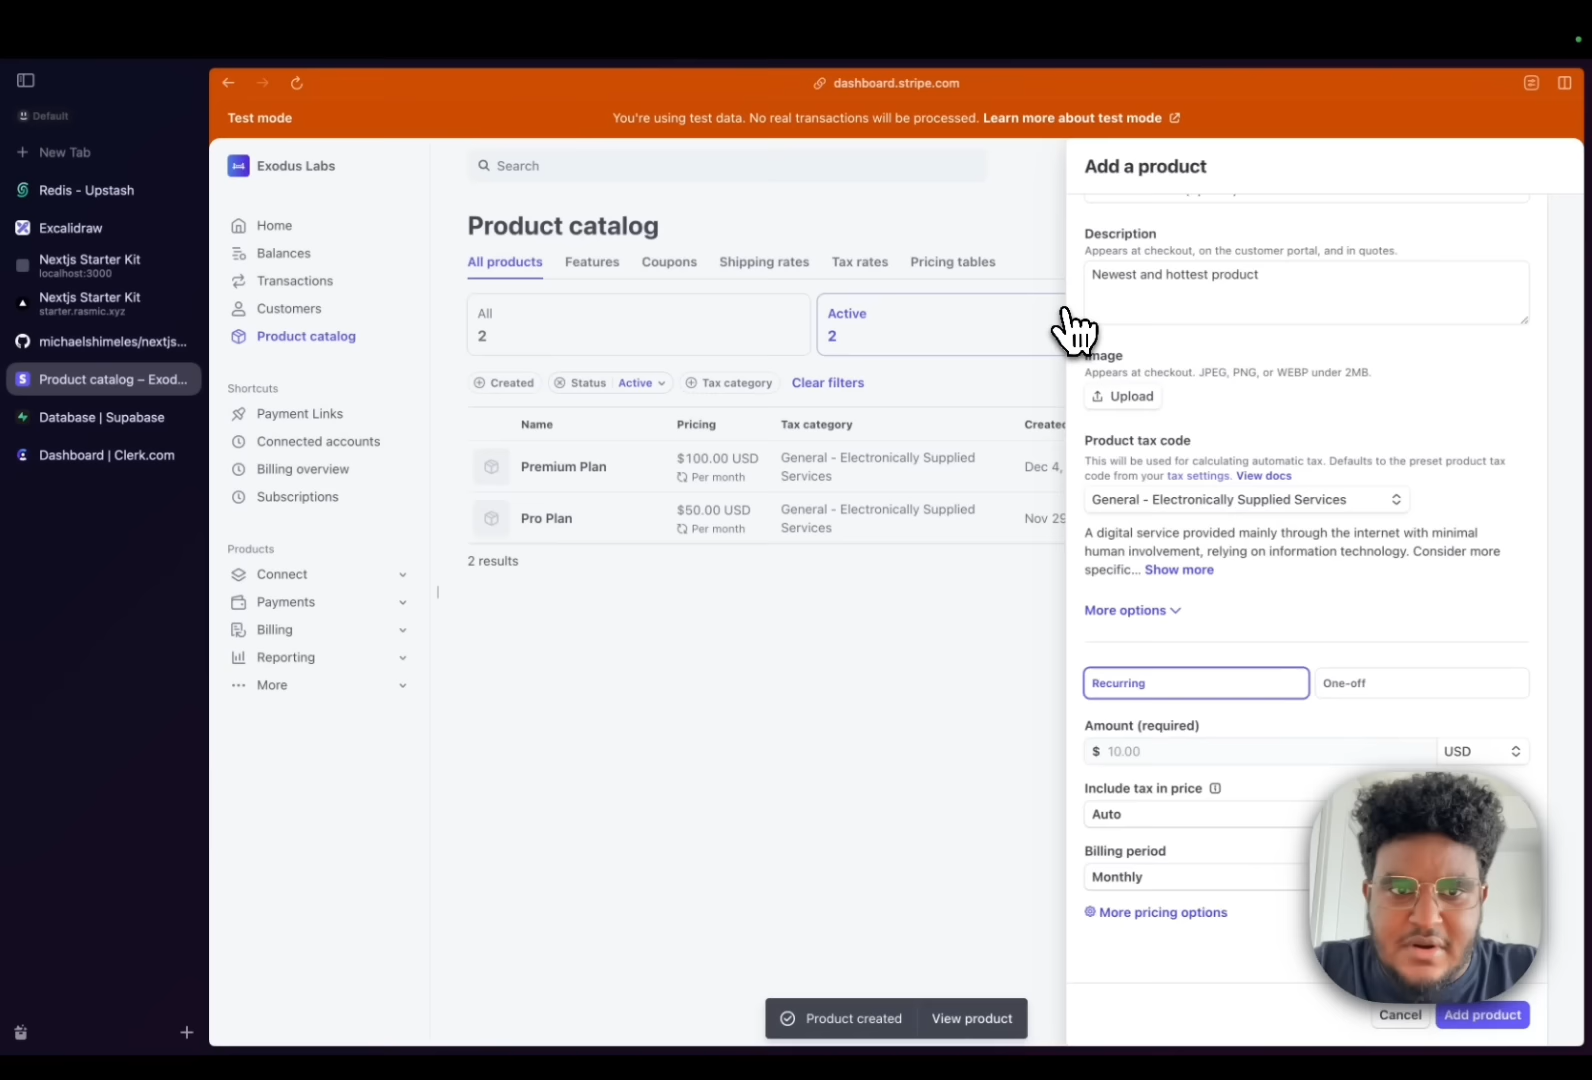 Default
New Tab
Redis - Upstash
Excalidraw
Nextjs Starter Kit
localhost:3000
Nextjs Starter Kit
starter.rasmic.xyz
michaelshimeles/nextjs...
Product catalog – Exod...
Database | Supabase
Dashboard | Clerk.com
dashboard.stripe.com
Test mode
You're using test data. No real transactions will be processed. Learn more about test mode
Exodus Labs
Home
Balances
Transactions
Customers
Product catalog
Shortcuts
Payment Links
Connected accounts
Billing overview
Subscriptions
Products
Connect
Payments
Billing
Reporting
More
Search
Product catalog
All products Features Coupons Shipping rates Tax rates Pricing tables
All
2
Active
2
Created Status Active Tax category Clear filters
Name Pricing Tax category Created
Premium Plan
$100.00 USD
Per month
General - Electronically Supplied
Services
Dec 4,
Pro Plan
$50.00 USD
Per month
General - Electronically Supplied
Services
Nov 29
2 results
Product created View product
Add a product
Description
Appears at checkout, on the customer portal, and in quotes.
Newest and hottest product
Image
Appears at checkout. JPEG, PNG, or WEBP under 2MB.
Upload
Product tax code
This will be used for calculating automatic tax. Defaults to the preset product tax
code from your tax settings. View docs
General - Electronically Supplied Services
A digital service provided mainly through the internet with minimal
human involvement, relying on information technology. Consider more
specific... Show more
More options
Recurring One-off
Amount (required)
$ 10.00 USD
Include tax in price
Auto
Billing period
Monthly
More pricing options
Cancel Add product